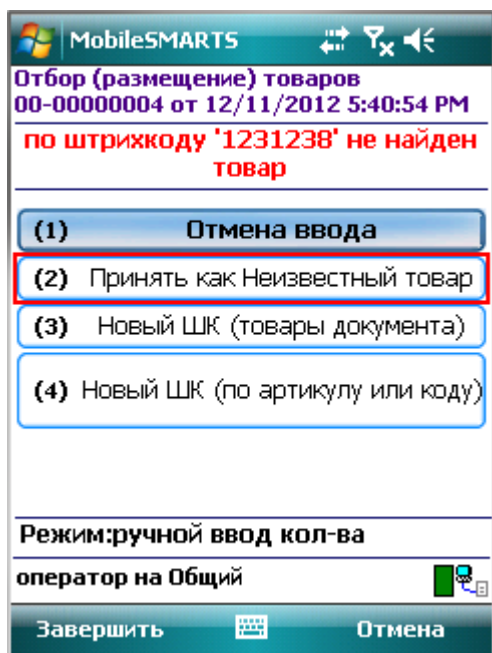 MobileSMARTS
Отбор (размещение) товаров
00-00000004 от 12/11/2012 5:40:54 PM
по штрихкоду '1231238' не найден
товар
(1) Отмена ввода
(2) Принять как Неизвестный товар
(3) Новый ШК (товары документа)
(4) Новый ШК (по артикулу или коду)
Режим:ручной ввод кол-ва
оператор на Общий
Завершить Отмена